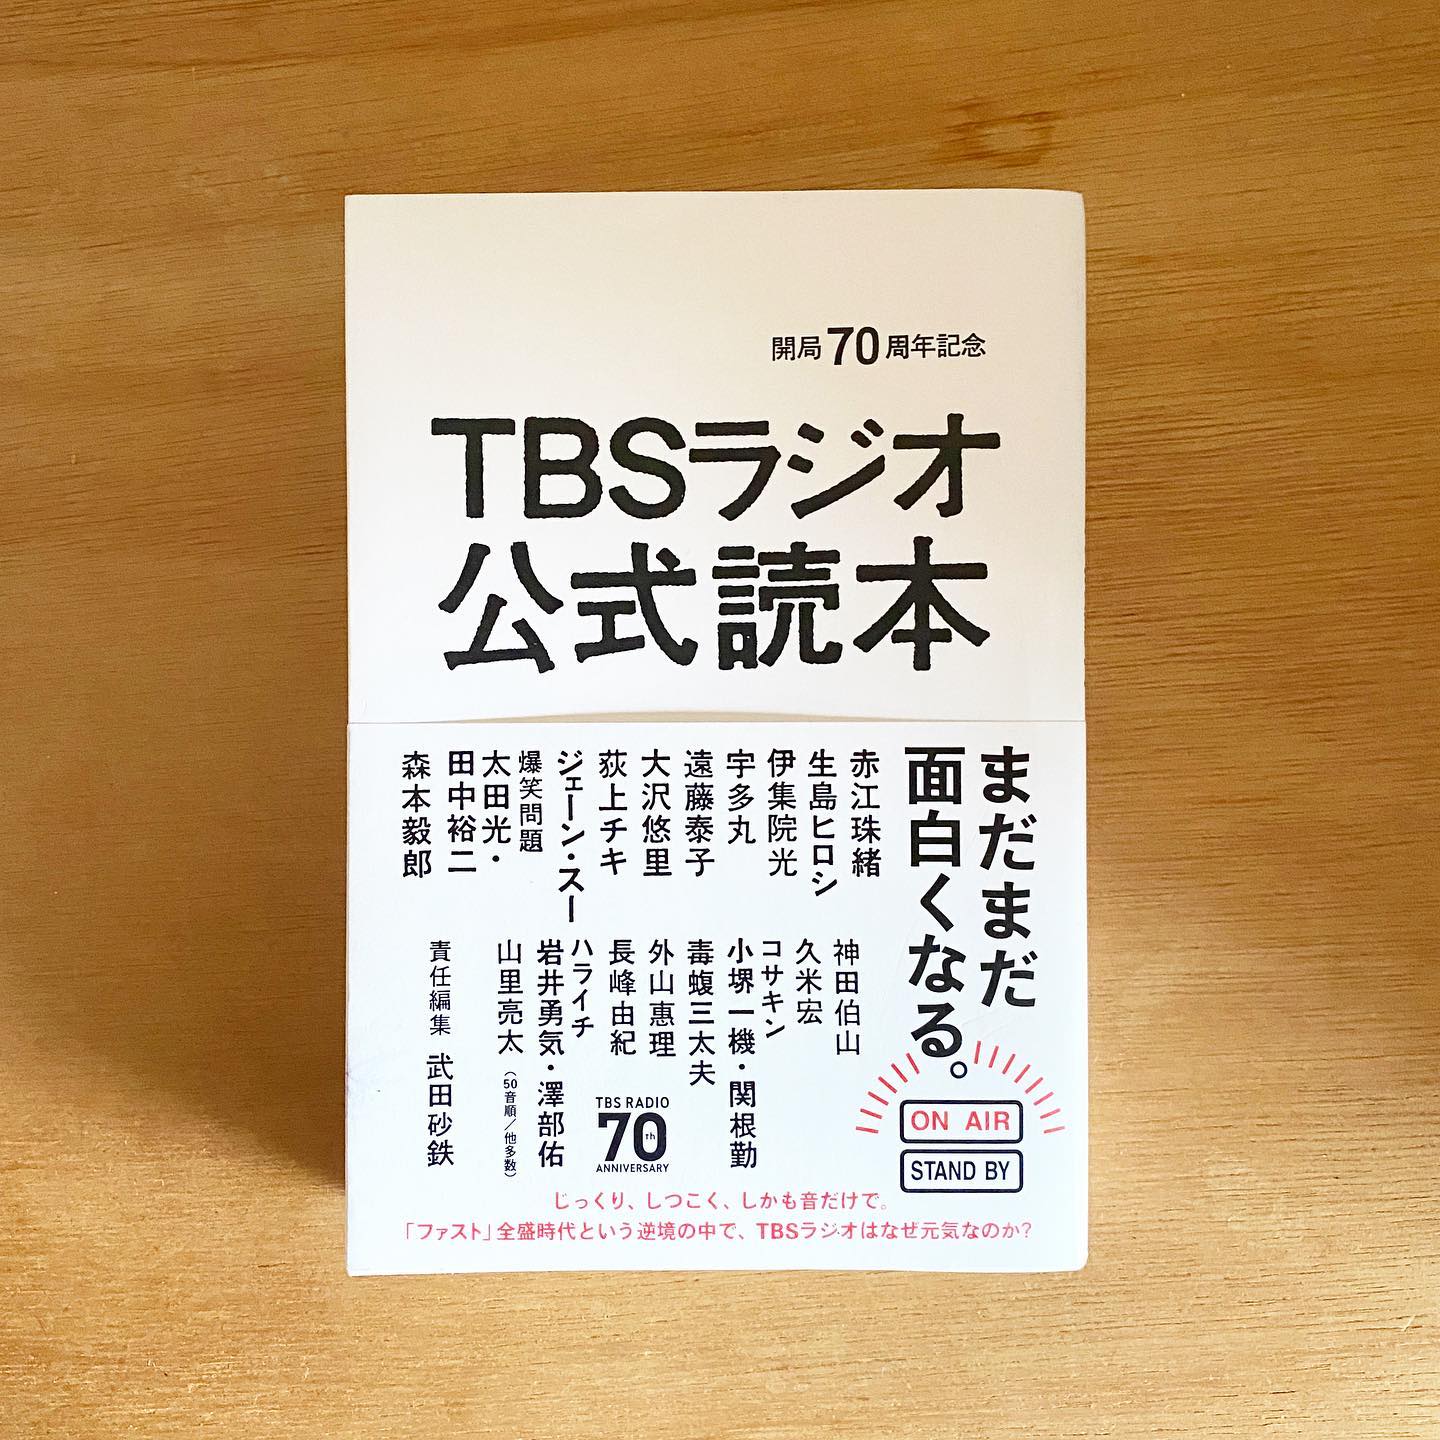 開局70周年記念
TBSラジオ
公式読本
まだまだ
面白くなる。
赤江珠緒
生島ヒロシ
伊集院光
宇多丸
遠藤泰子
大沢悠里
荻上チキ
ジェーン・スー
爆笑問題
太田光・
田中裕二
森本毅郎
神田伯山
久米宏
コサキン
小堺一機・関根勤
毒蝮三太夫
外山惠理
長峰由紀
ハライチ
岩井勇気・澤部佑
山里亮太（50音順／他多数）
責任編集 武田砂鉄
TBS RADIO
70th
ANNIVERSARY
ON AIR
STAND BY
じっくり、しつこく、しかも音だけで。
「ファスト」全盛時代という逆境の中で、TBSラジオはなぜ元気なのか?